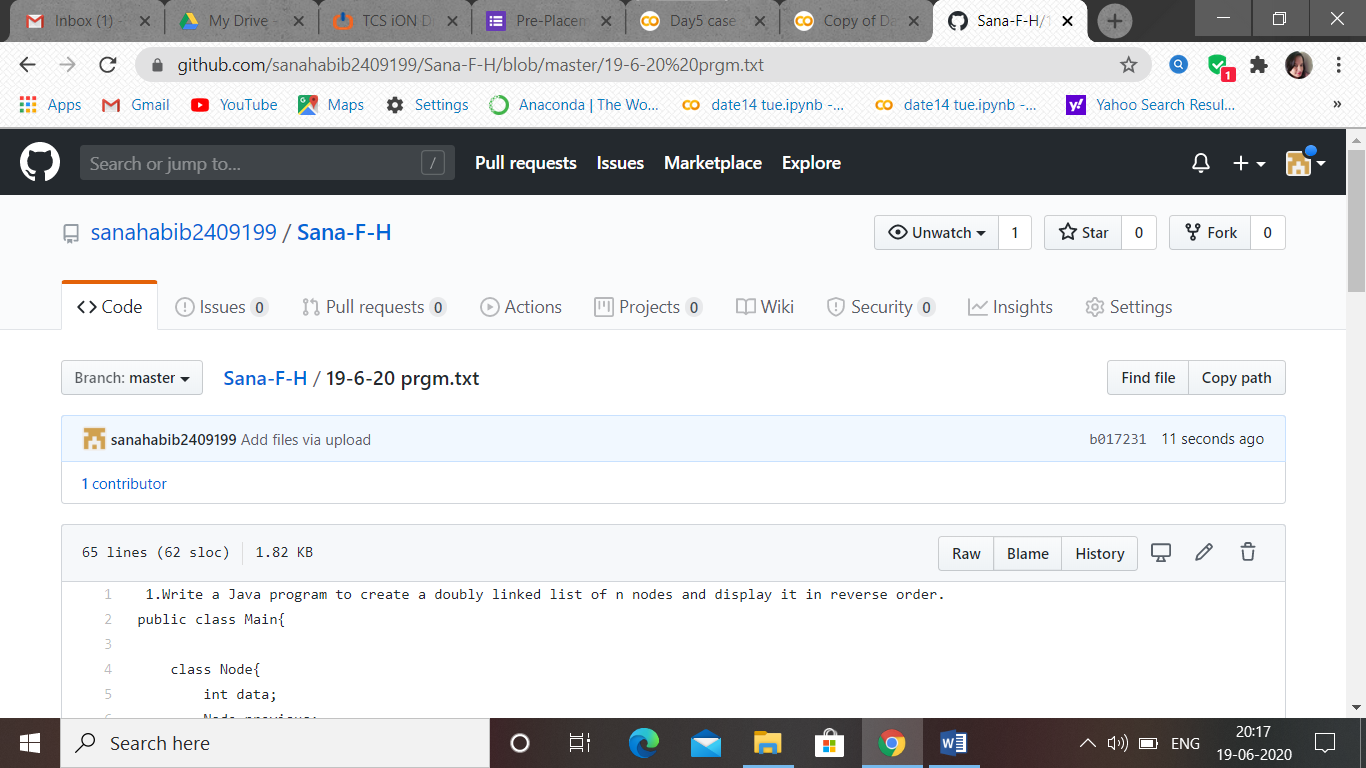 Inbox (1) -
My Drive -
TCS iON D
Pre-Placem
Day5 case
Copy of Da
Sana-F-H/
github.com/sanahabib2409199/Sana-F-H/blob/master/19-6-20%20prgm.txt
1
Apps
Gmail
YouTube
Maps
Settings
Anaconda | The Wo...
date14 tue.ipynb -...
date14 tue.ipynb -...
Yahoo Search Resul...
»
Search or jump to...
/
Pull requests
Issues
Marketplace
Explore
sanahabib2409199 / Sana-F-H
Unwatch 1
Star 0
Fork 0
Code
Issues 0
Pull requests 0
Actions
Projects 0
Wiki
Security 0
Insights
Settings
Branch: master
Sana-F-H / 19-6-20 prgm.txt
Find file
Copy path
sanahabib2409199 Add files via upload
b017231 11 seconds ago
1 contributor
65 lines (62 sloc) 1.82 KB
Raw
Blame
History
1 1.Write a Java program to create a doubly linked list of n nodes and display it in reverse order.
2 public class Main{
3
4 class Node{
5 int data;
6 Node previous;
Search here
ENG
20:17
19-06-2020